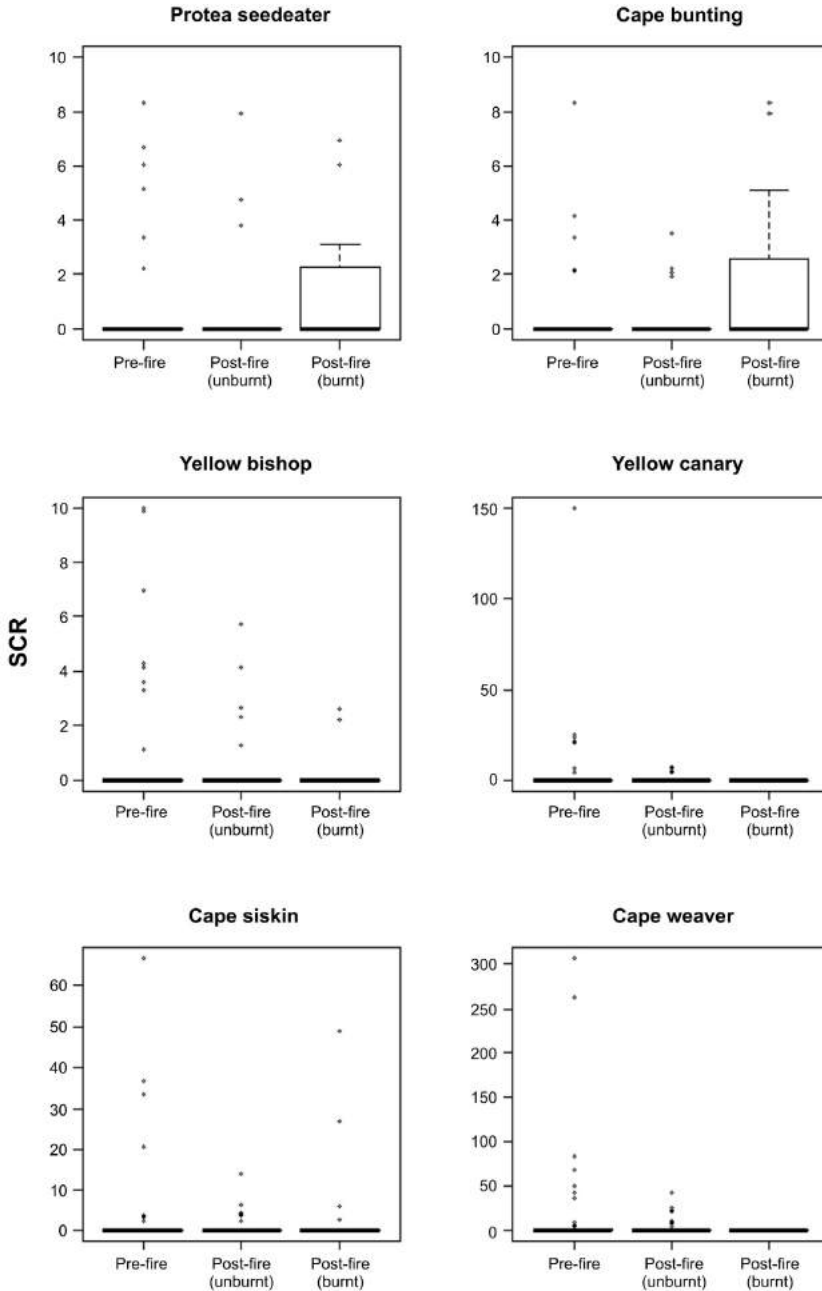 Protea seedeater
10
8
6
4
2
0
Pre-fire
Post-fire
(unburnt)
Post-fire
(burnt)
Cape bunting
10
8
6
4
2
0
Pre-fire
Post-fire
(unburnt)
Post-fire
(burnt)
SCR
Yellow bishop
10
8
6
4
2
0
Pre-fire
Post-fire
(unburnt)
Post-fire
(burnt)
Yellow canary
150
100
50
0
Pre-fire
Post-fire
(unburnt)
Post-fire
(burnt)
Cape siskin
60
50
40
30
20
10
0
Pre-fire
Post-fire
(unburnt)
Post-fire
(burnt)
Cape weaver
300
250
200
150
100
50
0
Pre-fire
Post-fire
(unburnt)
Post-fire
(burnt)